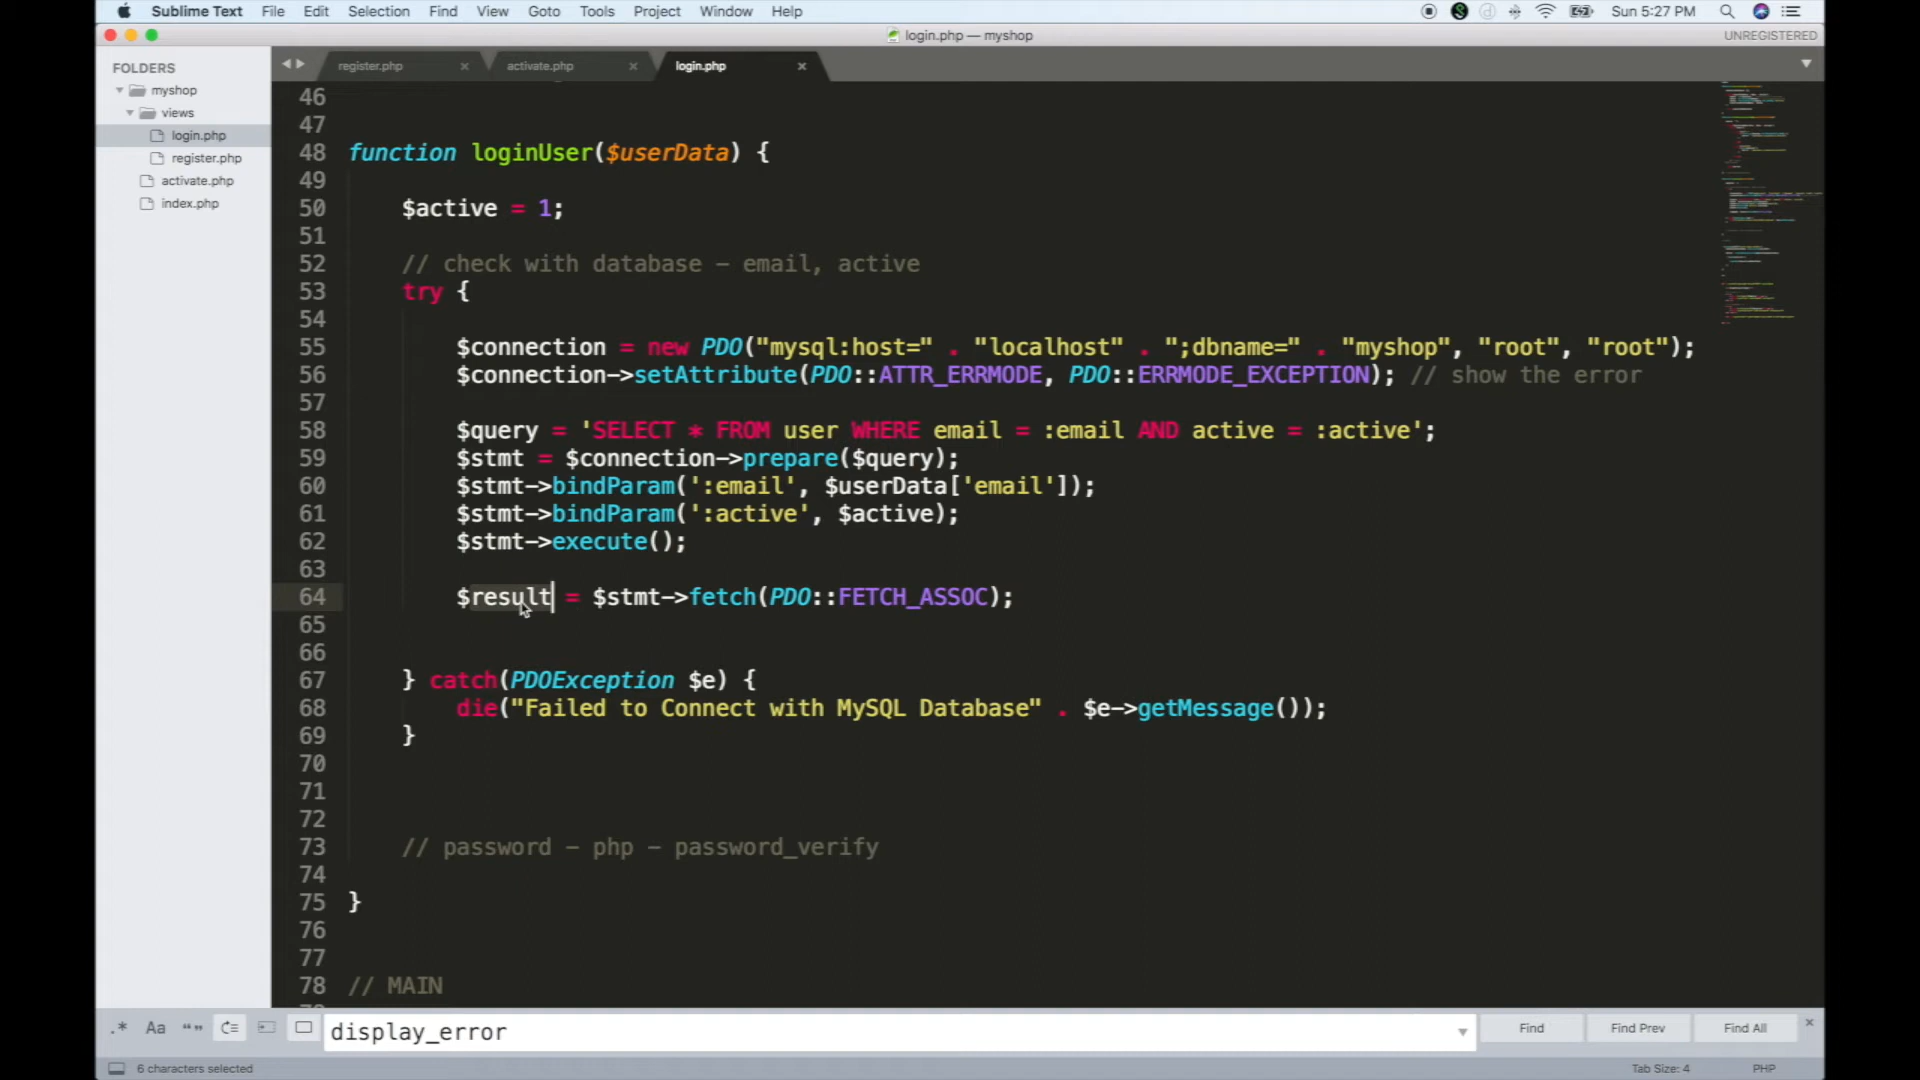 Sublime Text File Edit Selection Find View Goto Tools Project Window Help Sun 5:27 PM
login.php — myshop UNREGISTERED
FOLDERS
myshop
views
login.php
register.php
activate.php
index.php
register.php activate.php login.php
46
47
48 function loginUser($userData) {
49
50 $active = 1;
51
52 // check with database - email, active
53 try {
54
55 $connection = new PDO("mysql:host=" . "localhost" . ";dbname=" . "myshop", "root", "root");
56 $connection->setAttribute(PDO::ATTR_ERRMODE, PDO::ERRMODE_EXCEPTION); // show the error
57
58 $query = 'SELECT * FROM user WHERE email = :email AND active = :active';
59 $stmt = $connection->prepare($query);
60 $stmt->bindParam(':email', $userData['email']);
61 $stmt->bindParam(':active', $active);
62 $stmt->execute();
63
64 $result = $stmt->fetch(PDO::FETCH_ASSOC);
65
66
67 } catch(PDOException $e) {
68 die("Failed to Connect with MySQL Database" . $e->getMessage());
69 }
70
71
72
73 // password - php - password_verify
74
75 }
76
77
78 // MAIN
.* Aa “” display_error Find Find Prev Find All
6 characters selected Tab Size: 4 PHP